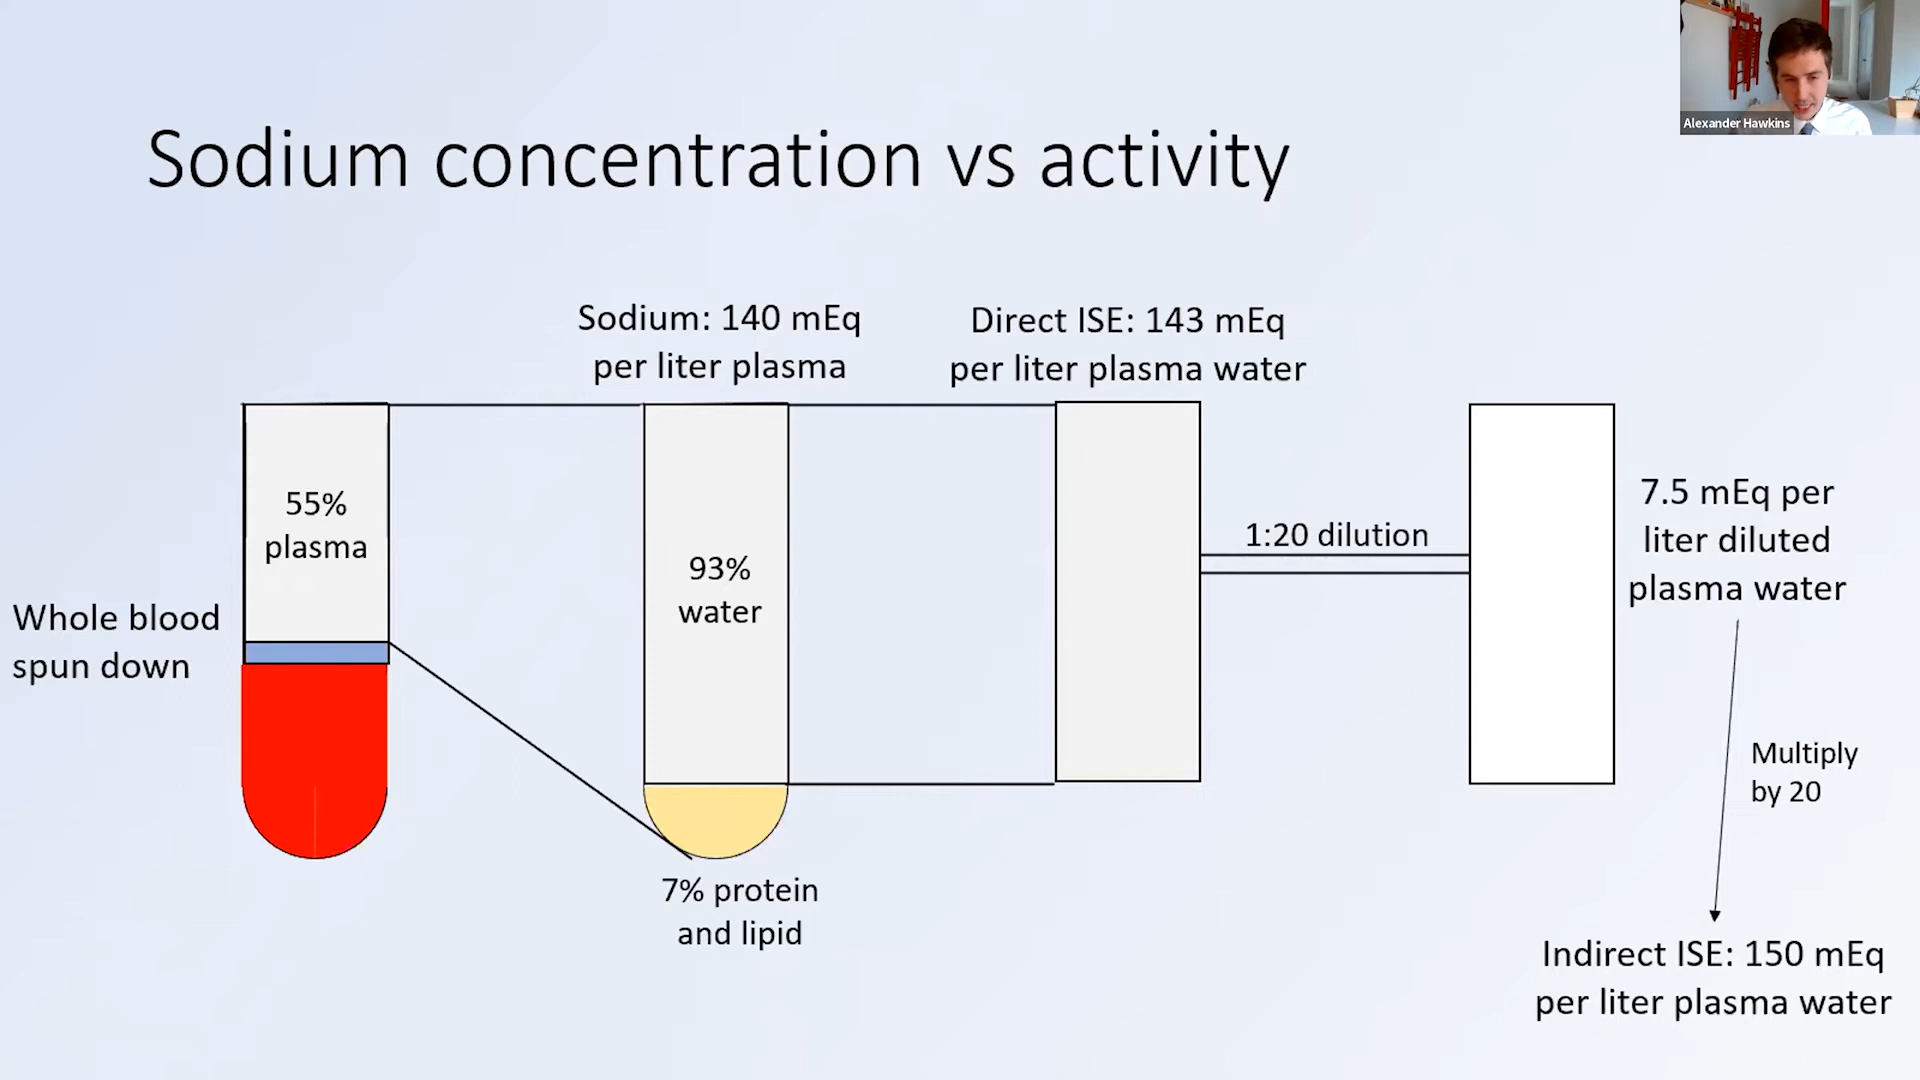 Alexander Hawkins
Sodium concentration vs activity
Sodium: 140 mEq
per liter plasma
Direct ISE: 143 mEq
per liter plasma water
55%
plasma
93%
water
1:20 dilution
7.5 mEq per
liter diluted
plasma water
Whole blood
spun down
Multiply
by 20
7% protein
and lipid
Indirect ISE: 150 mEq
per liter plasma water